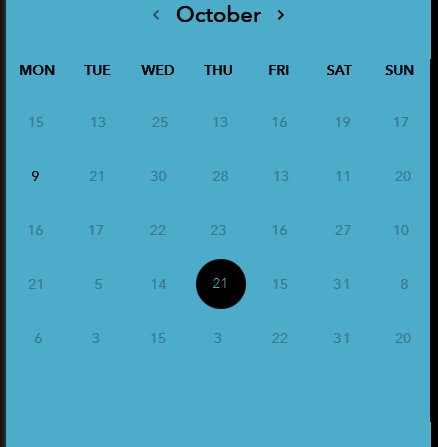 ‹ October ›
MON TUE WED THU FRI SAT SUN
15 13 25 13 16 19 17
9 21 30 28 13 11 20
16 17 22 23 16 27 10
21 5 14 21 15 31 8
6 3 15 3 22 31 20